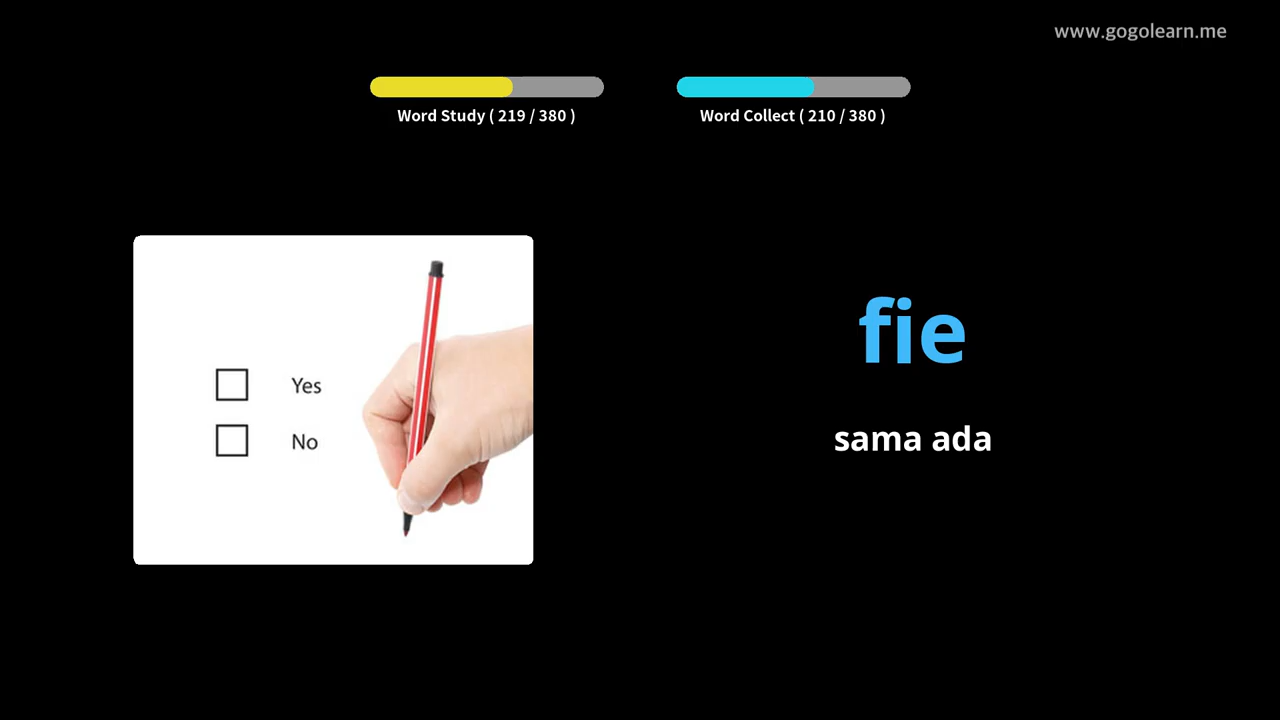 www.gogolearn.me
Word Study ( 219 / 380 )
Word Collect ( 210 / 380 )
Yes
No
fie
sama ada